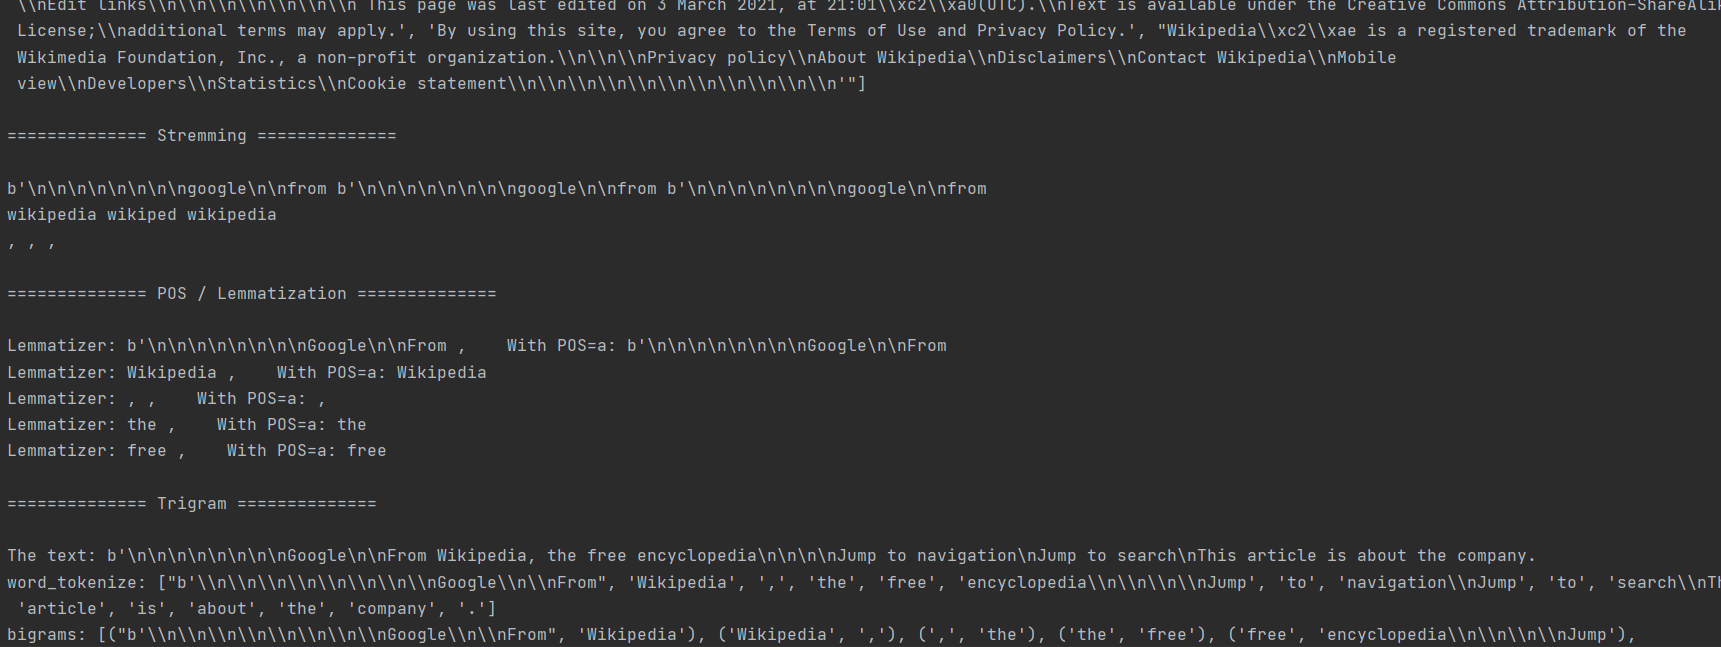 \\nEdit links\\n\\n\\n\\n\\n\\n\\n This page was last edited on 3 March 2021, at 21:01\\xc2\\xa0(UTC).\\nText is available under the Creative Commons Attribution-ShareAlik
License;\\nadditional terms may apply.', 'By using this site, you agree to the Terms of Use and Privacy Policy.', "Wikipedia\\xc2\\xae is a registered trademark of the
Wikimedia Foundation, Inc., a non-profit organization.\\n\\n\\nPrivacy policy\\nAbout Wikipedia\\nDisclaimers\\nContact Wikipedia\\nMobile
view\\nDevelopers\\nStatistics\\nCookie statement\\n\\n\\n\\n\\n\\n\\n\\n\\n\\n\\n'"]
============== Stremming ==============
b'\n\n\n\n\n\n\n\ngoogle\n\nfrom b'\n\n\n\n\n\n\n\ngoogle\n\nfrom b'\n\n\n\n\n\n\n\ngoogle\n\nfrom
wikipedia wikiped wikipedia
, , ,
============== POS / Lemmatization ==============
Lemmatizer: b'\n\n\n\n\n\n\n\nGoogle\n\nFrom ,    With POS=a: b'\n\n\n\n\n\n\n\nGoogle\n\nFrom
Lemmatizer: Wikipedia ,    With POS=a: Wikipedia
Lemmatizer: , ,    With POS=a: ,
Lemmatizer: the ,    With POS=a: the
Lemmatizer: free ,    With POS=a: free
============== Trigram ==============
The text: b'\n\n\n\n\n\n\n\nGoogle\n\nFrom Wikipedia, the free encyclopedia\n\n\n\nJump to navigation\nJump to search\nThis article is about the company.
word_tokenize: ["b'\\n\\n\\n\\n\\n\\n\\n\\nGoogle\\n\\nFrom", 'Wikipedia', ',', 'the', 'free', 'encyclopedia\\n\\n\\n\\nJump', 'to', 'navigation\\nJump', 'to', 'search\\nTh
'article', 'is', 'about', 'the', 'company', '.']
bigrams: [("b'\\n\\n\\n\\n\\n\\n\\n\\nGoogle\\n\\nFrom", 'Wikipedia'), ('Wikipedia', ','), (',', 'the'), ('the', 'free'), ('free', 'encyclopedia\\n\\n\\n\\nJump'),